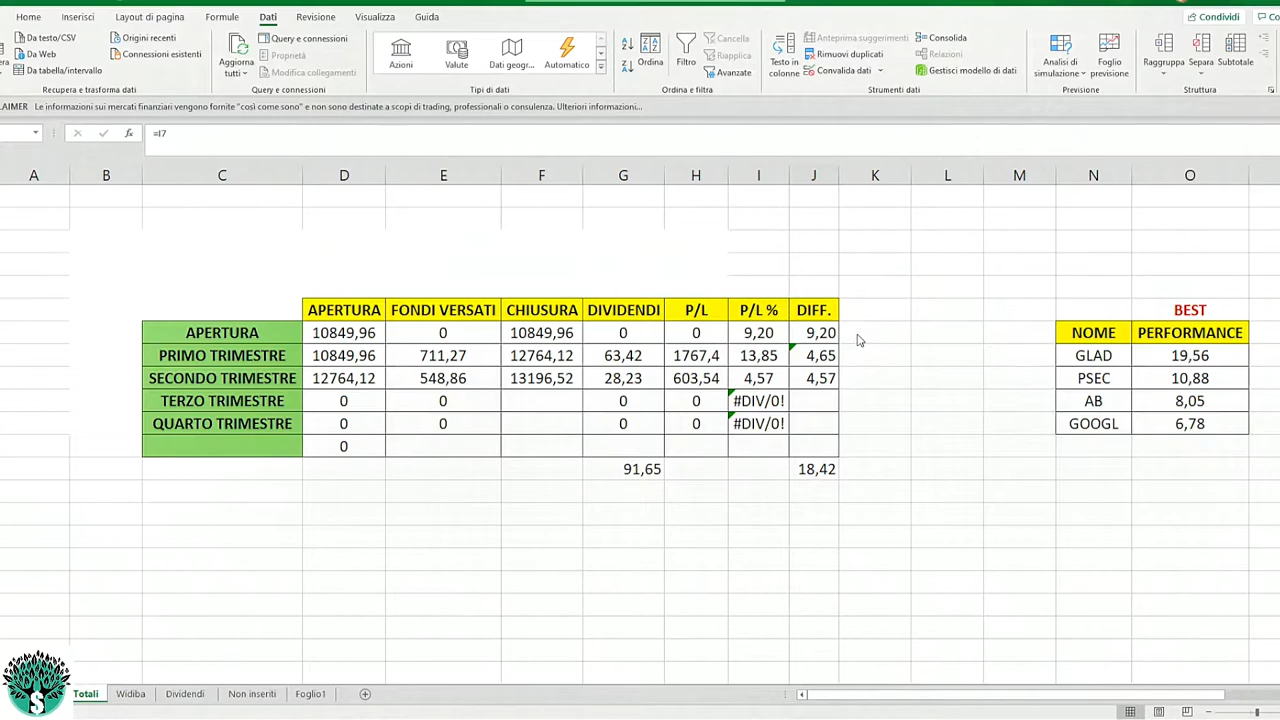 Home Inserisci Layout di pagina Formule Dati Revisione Visualizza Guida Condividi
Da testo/CSV Origini recenti Query e connessioni Cancella Anteprima suggerimenti Consolida
Da Web Connessioni esistenti Proprietà Riapplica Rimuovi duplicati Relazioni
Da tabella/intervallo Aggiorna tutti Modifica collegamenti Azioni Valute Dati geogr... Automatico Ordina Filtro Avanzate Testo in colonne Convalida dati Gestisci modello di dati Analisi di simulazione Foglio previsione Raggruppa Separa Subtotale
Recupera e trasforma dati Query e connessioni Tipi di dati Ordina e filtra Strumenti dati Previsione Struttura
LAIMER Le informazioni sui mercati finanziari vengono fornite "così come sono" e non sono destinate a scopi di trading, professionali o consulenza. Ulteriori informazioni...
fx =I7
A B C D E F G H I J K L M N O
APERTURA FONDI VERSATI CHIUSURA DIVIDENDI P/L P/L % DIFF. BEST
APERTURA 10849,96 0 10849,96 0 0 9,20 9,20 NOME PERFORMANCE
PRIMO TRIMESTRE 10849,96 711,27 12764,12 63,42 1767,4 13,85 4,65 GLAD 19,56
SECONDO TRIMESTRE 12764,12 548,86 13196,52 28,23 603,54 4,57 4,57 PSEC 10,88
TERZO TRIMESTRE 0 0 0 0 #DIV/0! AB 8,05
QUARTO TRIMESTRE 0 0 0 0 #DIV/0! GOOGL 6,78
0
91,65 18,42
Totali Widiba Dividendi Non inseriti Foglio1